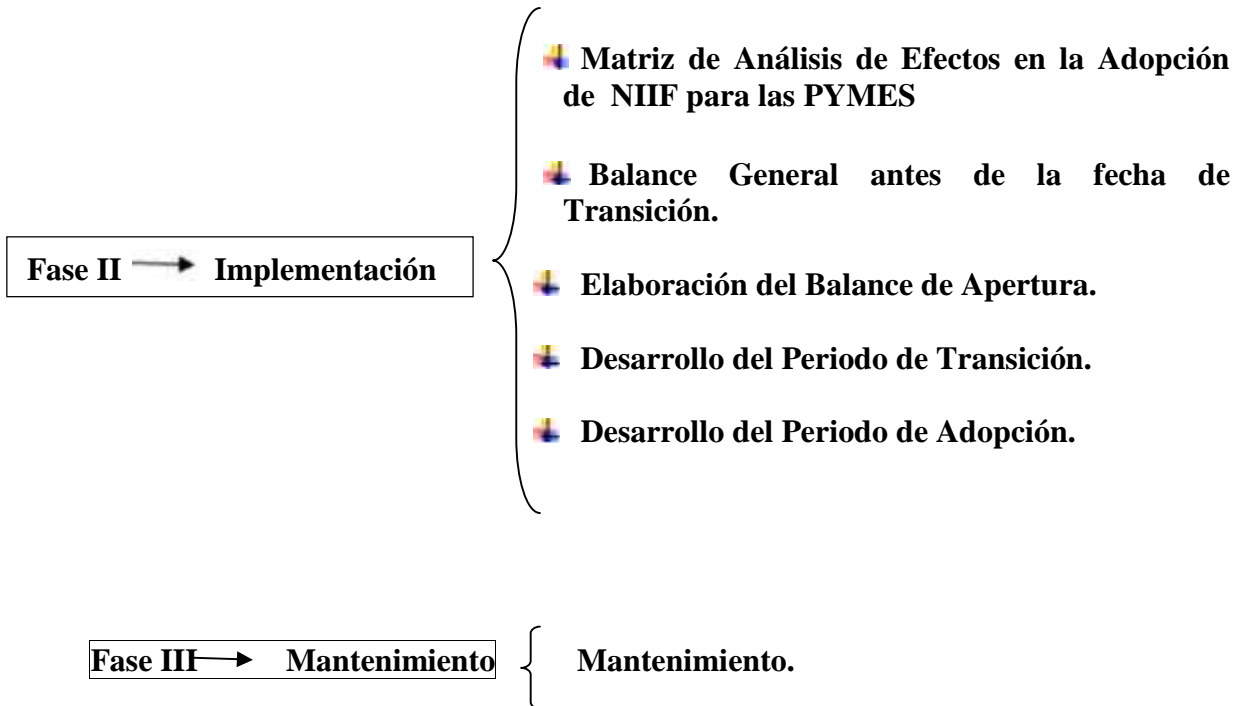 Matriz de Análisis de Efectos en la Adopción
de NIIF para las PYMES
Balance General antes de la fecha de
Transición.
Fase II Implementación
Elaboración del Balance de Apertura.
Desarrollo del Periodo de Transición.
Desarrollo del Periodo de Adopción.
Fase III Mantenimiento
Mantenimiento.